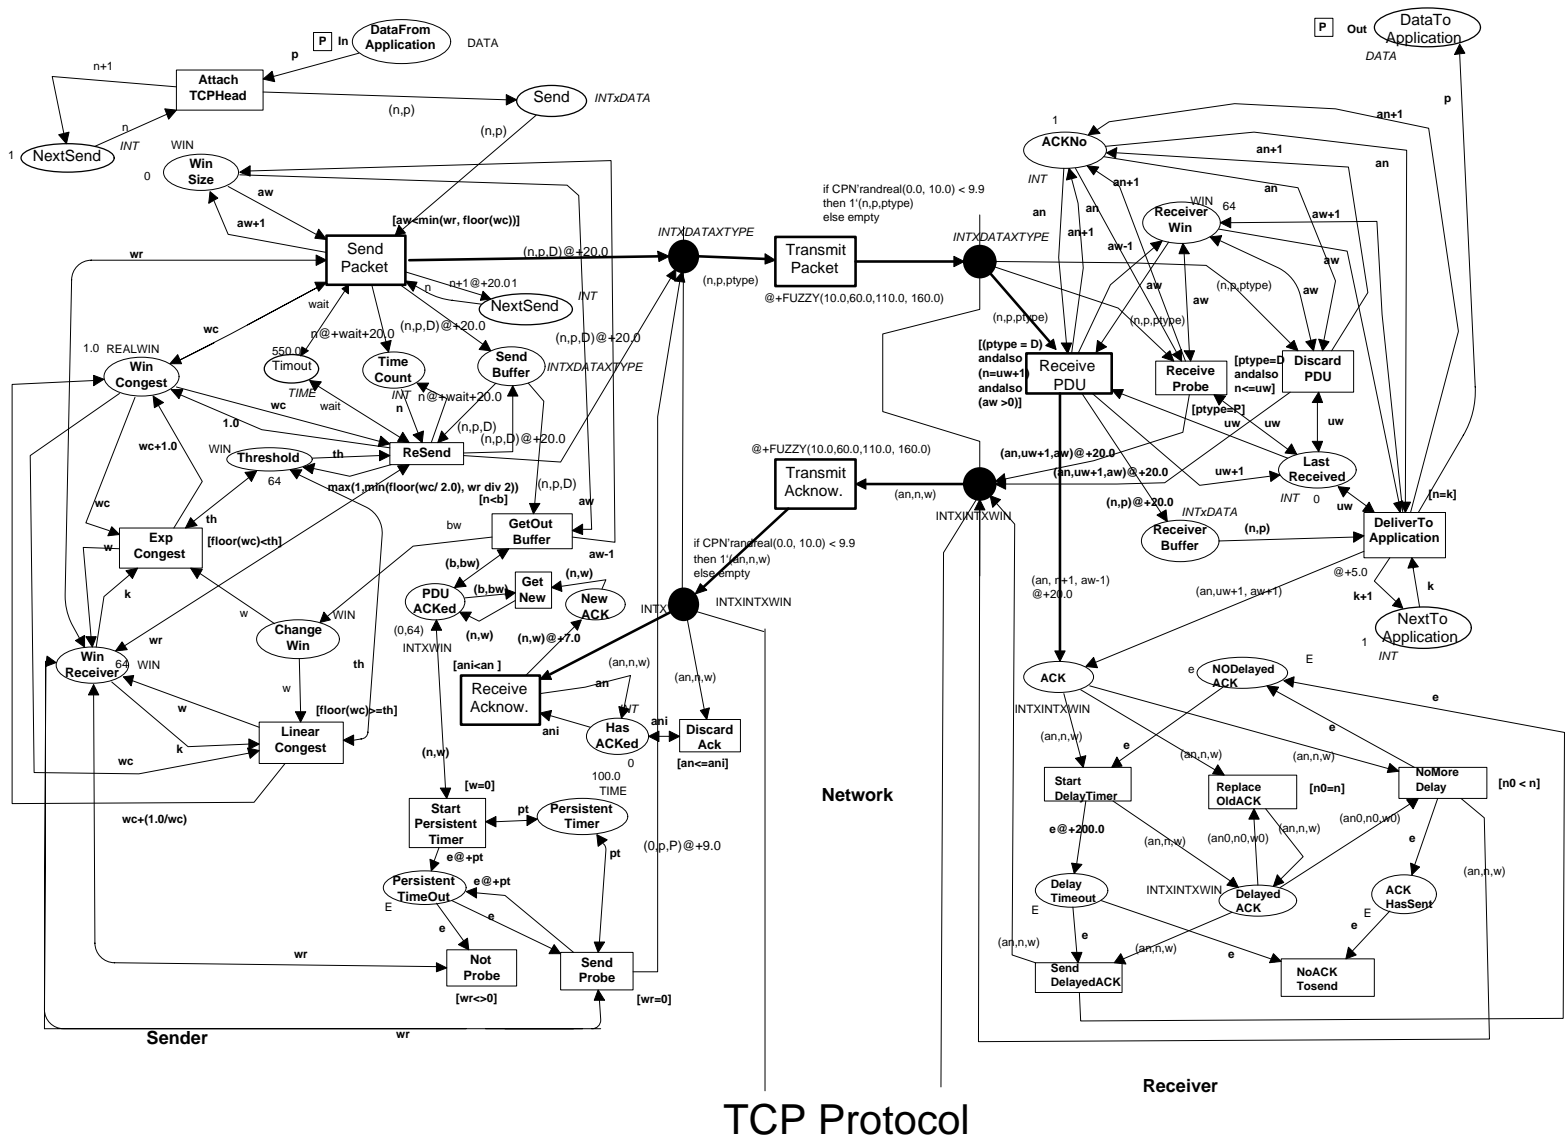 P In
DataFrom
Application
DATA
p
n+1
Attach
TCPHead
(n,p)
Send
INTxDATA
n
(n,p)
1
NextSend
INT
WIN
Win
Size
0
aw
aw+1
[aw<min(wr, floor(wc))]
Send
Packet
wr
(n,p,D)@+20.0
INTXDATAXTYPE
n+1@+20.01
n
NextSend
INT
wait
n@+wait+20.0
(n,p,D)@+20.0
(n,p,D)@+20.0
wc
1.0 REALWIN
Win
Congest
550.0
Timout
TIME
Time
Count
INT
Send
Buffer
INTXDATAXTYPE
wc
wait
n
n@+wait+20.0
1.0
(n,p,D)
(n,p,D)@+20.0
wc+1.0
WIN
Threshold
64
th
th
ReSend
max(1,min(floor(wc/ 2.0), wr div 2))
(n,p,D)
[n<b]
wc
th
bw
GetOut
Buffer
aw
aw-1
Exp
Congest
[floor(wc)<th]
w
k
(b,bw)
(b,bw)
Get
New
(n,w)
PDU
ACKed
New
ACK
(n,w)
(0,64)
INTXWIN
(n,w)@+7.0
w
WIN
Change
Win
wr
Win
Receiver
64
WIN
th
w
w
k
wc
[floor(wc)>=th]
Linear
Congest
wc+(1.0/wc)
[ani<an ]
Receive
Acknow.
an
INT
ani
Has
ACKed
0
ani
Discard
Ack
[an<=ani]
(an,n,w)
(n,w)
[w=0]
Start
Persistent
Timer
pt
100.0
TIME
Persistent
Timer
pt
(0,p,P)@+9.0
e@+pt
Persistent
TimeOut
E
e@+pt
e
e
wr
Not
Probe
[wr<>0]
Send
Probe
[wr=0]
wr
Sender
if CPN'randreal(0.0, 10.0) < 9.9
then 1'(n,p,ptype)
else empty
Transmit
Packet
(n,p,ptype)
@+FUZZY(10.0,60.0,110.0, 160.0)
INTXDATAXTYPE
@+FUZZY(10.0,60.0,110.0, 160.0)
Transmit
Acknow.
(an,n,w)
INTXINTXWIN
if CPN'randreal(0.0, 10.0) < 9.9
then 1'(an,n,w)
else empty
INTX
INTXINTXWIN
Network
P Out
DataTo
Application
DATA
p
1
ACKNo
INT
an+1
an+1
an
an
an+1
an
an
an+1
WIN
64
Receiver
Win
aw+1
aw-1
aw
aw
aw
aw
(n,p,ptype)
(n,p,ptype)
(n,p,ptype)
[(ptype = D)
andalso
(n=uw+1)
andalso
(aw >0)]
Receive
PDU
Receive
Probe
[ptype=P]
[ptype=D
andalso
n<=uw]
Discard
PDU
uw
uw
uw
(an,uw+1,aw)@+20.0
(an,uw+1,aw)@+20.0
uw+1
Last
Received
INT
0
uw
[n=k]
DeliverTo
Application
@+5.0
(n,p)@+20.0
INTxDATA
Receiver
Buffer
(n,p)
k
k+1
NextTo
Application
1
INT
(an, n+1, aw-1)
@+20.0
(an,uw+1, aw+1)
ACK
INTXINTXWIN
e
NODelayed
ACK
E
e
(an,n,w)
e
(an,n,w)
(an,n,w)
e
Start
DelayTimer
Replace
OldACK
[n0=n]
NoMore
Delay
[n0 < n]
e@+200.0
(an,n,w)
(an0,n0,w0)
(an,n,w)
(an0,n0,w0)
e
(an,n,w)
Delay
Timeout
E
INTXINTXWIN
Delayed
ACK
ACK
HasSent
E
(an,n,w)
e
(an,n,w)
e
e
Send
DelayedACK
NoACK
Tosend
Receiver
TCP Protocol